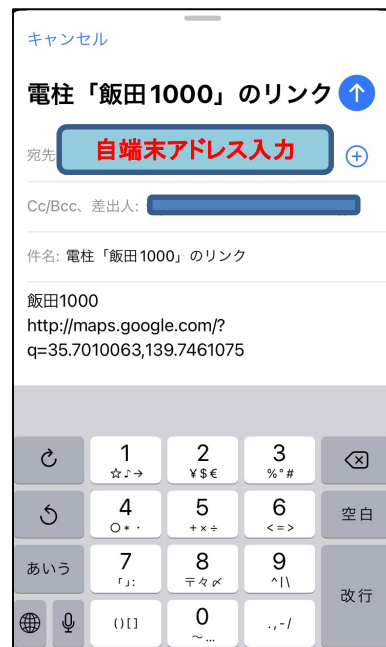 キャンセル
電柱「飯田1000」のリンク
宛先
自端末アドレス入力
Cc/Bcc、差出人:
件名: 電柱「飯田1000」のリンク
飯田1000
http://maps.google.com/?
q=35.7010063,139.7461075
1 2 3
☆♪→ ¥$€ %°#
4 5 6 空白
○*・ +×÷ <=>
あいう 7 8 9
「」: 〒々〆 ^|\
改行
()[] 0 .,-/
~…